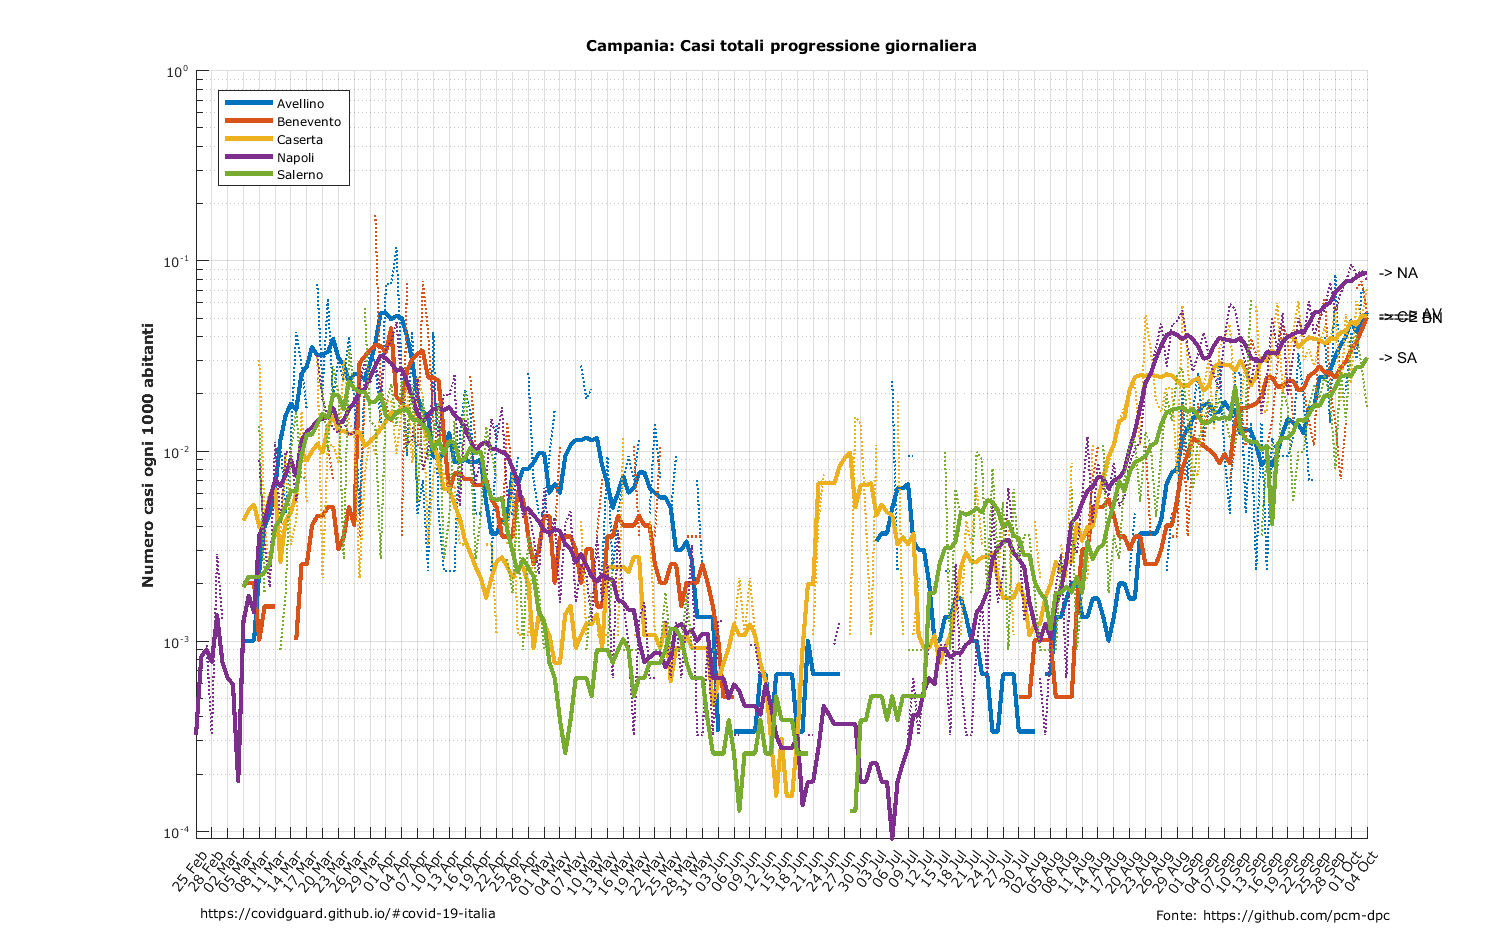 Campania: Casi totali progressione giornaliera
Numero casi ogni 1000 abitanti
10^0
10^-1
10^-2
10^-3
10^-4
Avellino
Benevento
Caserta
Napoli
Salerno
-> NA
-> AV
-> CE
-> BN
-> SA
25 Feb
28 Feb
02 Mar
05 Mar
08 Mar
11 Mar
14 Mar
17 Mar
20 Mar
23 Mar
26 Mar
29 Mar
01 Apr
04 Apr
07 Apr
10 Apr
13 Apr
16 Apr
19 Apr
22 Apr
25 Apr
28 Apr
01 May
04 May
07 May
10 May
13 May
16 May
19 May
22 May
25 May
28 May
31 May
03 Jun
06 Jun
09 Jun
12 Jun
15 Jun
18 Jun
21 Jun
24 Jun
27 Jun
30 Jun
03 Jul
06 Jul
09 Jul
12 Jul
15 Jul
18 Jul
21 Jul
24 Jul
27 Jul
30 Jul
02 Aug
05 Aug
08 Aug
11 Aug
14 Aug
17 Aug
20 Aug
23 Aug
26 Aug
29 Aug
01 Sep
04 Sep
07 Sep
10 Sep
13 Sep
16 Sep
19 Sep
22 Sep
25 Sep
28 Sep
01 Oct
04 Oct
https://covidguard.github.io/#covid-19-italia
Fonte: https://github.com/pcm-dpc